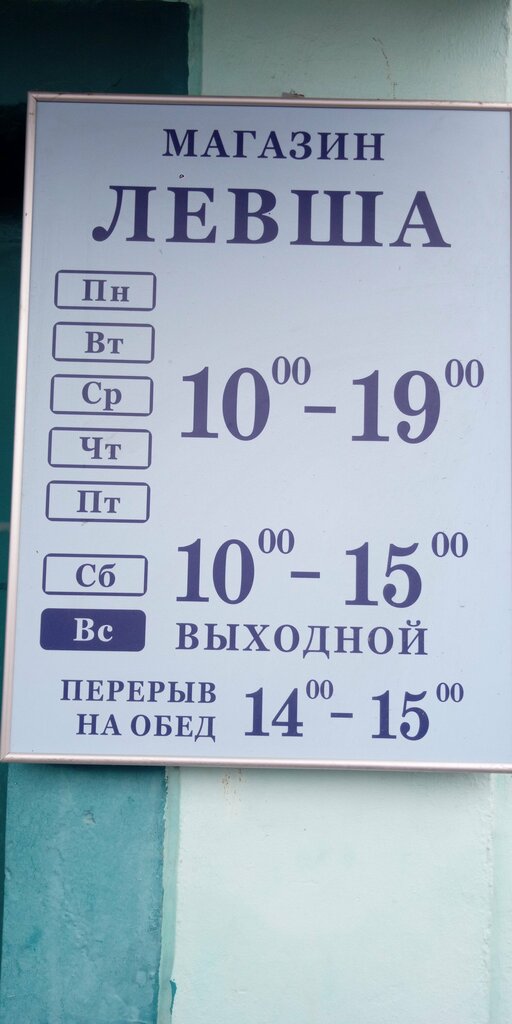 МАГАЗИН
ЛЕВША
Пн
Вт
Ср
Чт
Пт
10⁰⁰ – 19⁰⁰
Сб 10⁰⁰ – 15⁰⁰
Вс ВЫХОДНОЙ
ПЕРЕРЫВ
НА ОБЕД 14⁰⁰ – 15⁰⁰